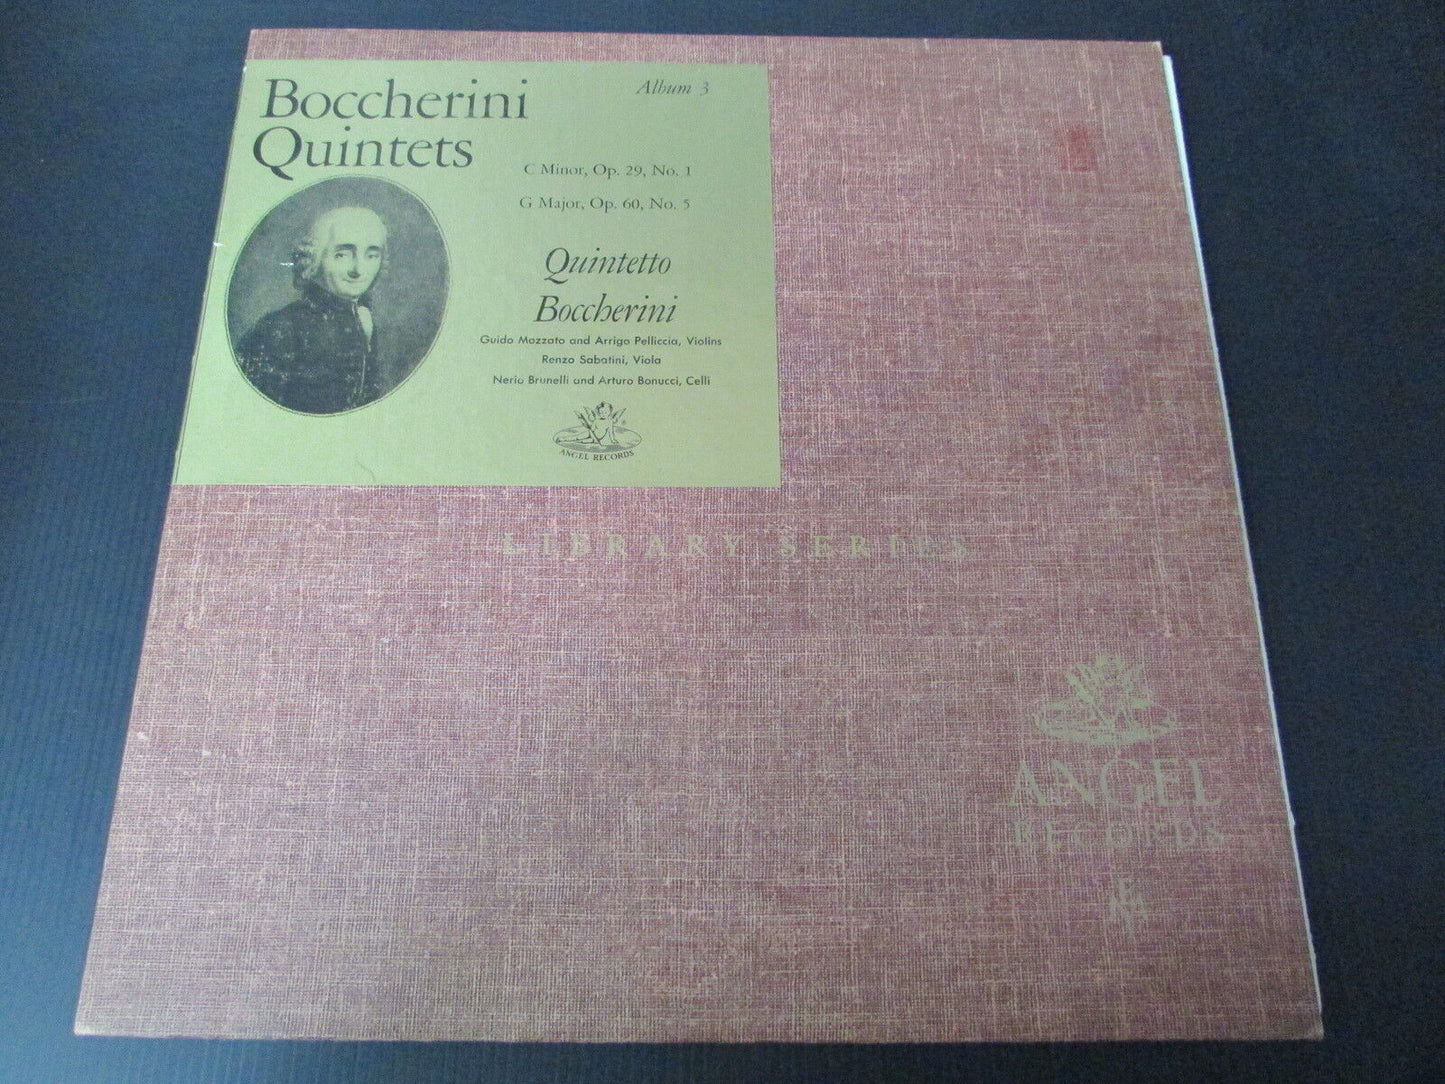 Boccherini
Quintets
Album 3
C Minor, Op. 29, No. 1
G Major, Op. 60, No. 5
Quintetto
Boccherini
Guido Mozzato and Arrigo Pelliccia, Violins
Renzo Sabatini, Viola
Nerio Brunelli and Arturo Bonucci, Celli
ANGEL RECORDS
LIBRARY SERIES
ANGEL
RECORDS